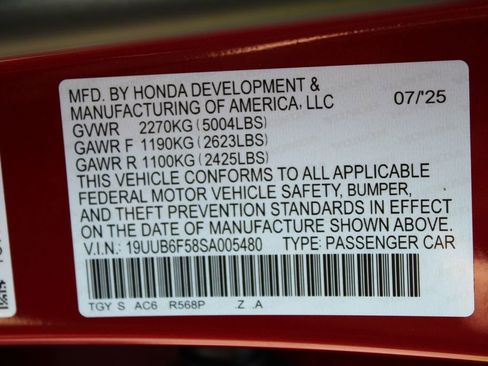 MFD. BY HONDA DEVELOPMENT &
MANUFACTURING OF AMERICA, LLC 07/'25
GVWR 2270KG (5004LBS)
GAWR F 1190KG (2623LBS)
GAWR R 1100KG (2425LBS)
THIS VEHICLE CONFORMS TO ALL APPLICABLE
FEDERAL MOTOR VEHICLE SAFETY, BUMPER,
AND THEFT PREVENTION STANDARDS IN EFFECT
ON THE DATE OF MANUFACTURE SHOWN ABOVE.
V.I.N.: 19UUB6F58SA005480 TYPE: PASSENGER CAR
TGY S AC6 R568P .Z .A